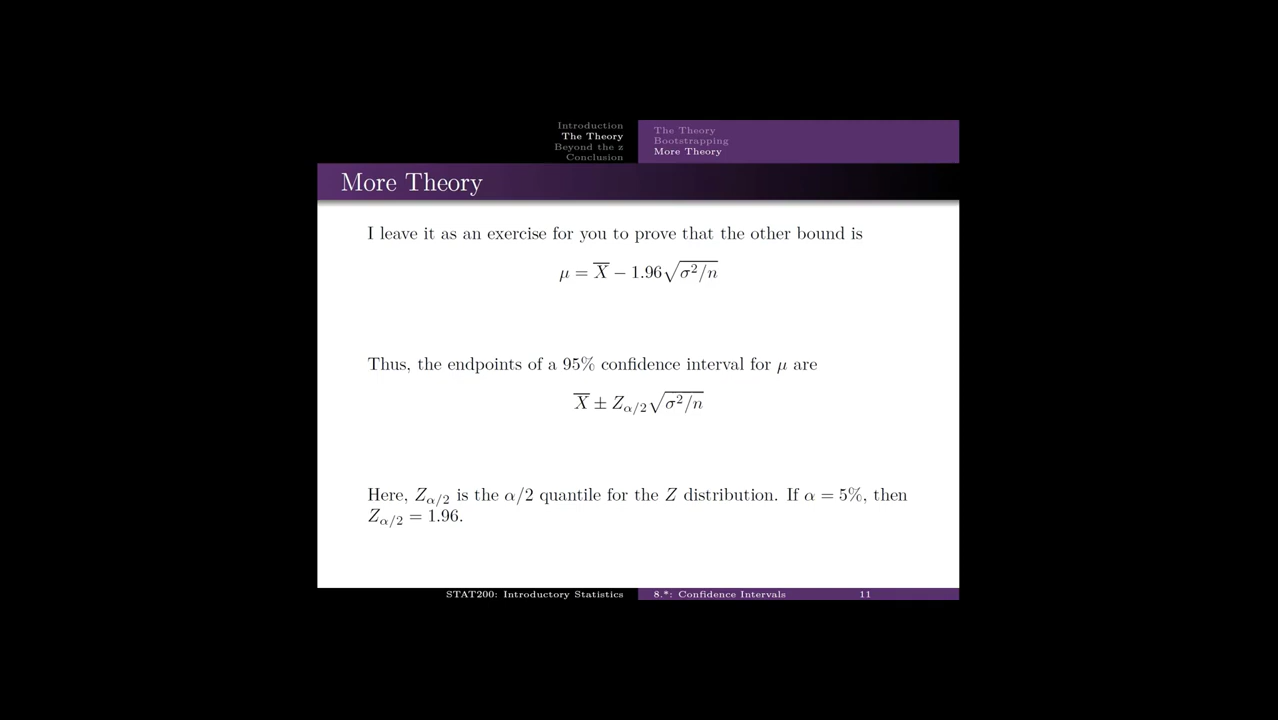 Introduction
The Theory
Beyond the z
Conclusion
The Theory
Bootstrapping
More Theory
More Theory
I leave it as an exercise for you to prove that the other bound is
μ = X̅ − 1.96√σ²/n
Thus, the endpoints of a 95% confidence interval for μ are
X̅ ± Z_{α/2}√σ²/n
Here, Z_{α/2} is the α/2 quantile for the Z distribution. If α = 5%, then
Z_{α/2} = 1.96.
STAT200: Introductory Statistics
8.*: Confidence Intervals
11